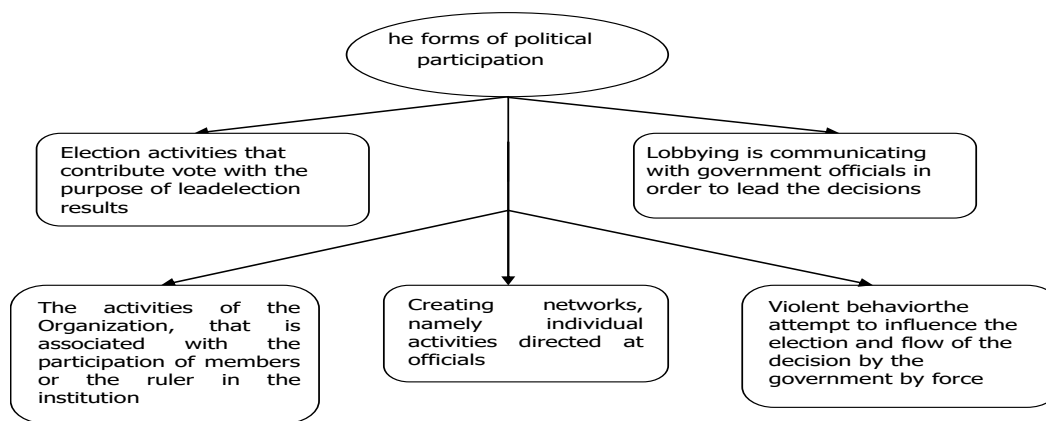 he forms of political
participation
Election activities that
contribute vote with the
purpose of leadelection
results
Lobbying is communicating
with government officials in
order to lead the decisions
The activities of the
Organization, that is
associated with the
participation of members
or the ruler in the
institution
Creating networks,
namely individual
activities directed at
officials
Violent behaviorthe
attempt to influence the
election and flow of the
decision by the
government by force